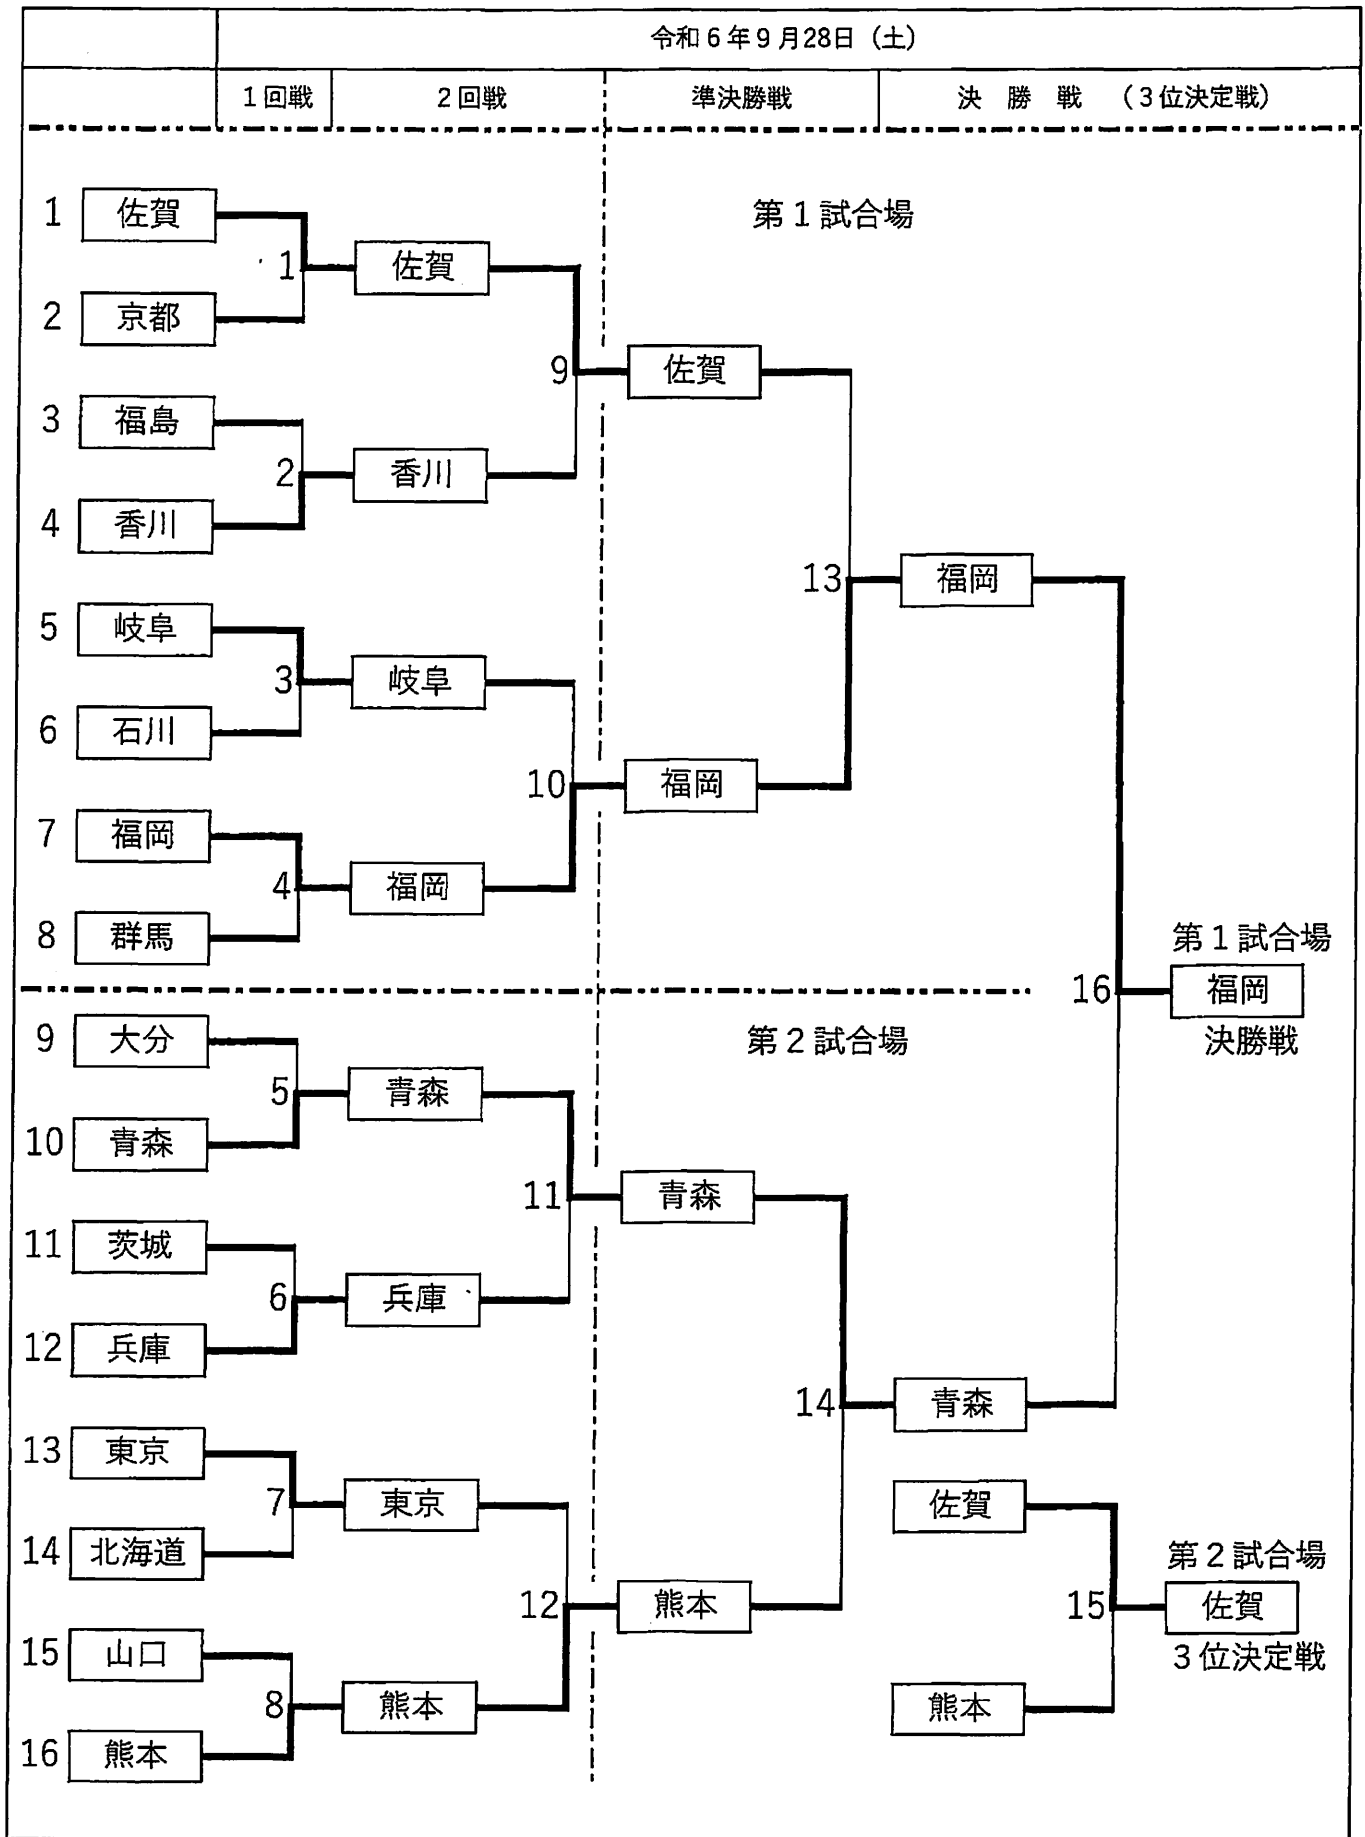 令和6年9月28日（土）
1回戦 2回戦 準決勝戦 決勝戦 （3位決定戦）
第1試合場
1 佐賀
1 佐賀
2 京都
9 佐賀
3 福島
2 香川
4 香川
13 福岡
5 岐阜
3 岐阜
6 石川
10 福岡
7 福岡
4 福岡
8 群馬
第1試合場
16 福岡
決勝戦
第2試合場
9 大分
5 青森
10 青森
11 青森
11 茨城
6 兵庫
12 兵庫
14 青森
13 東京
7 東京
佐賀
14 北海道
第2試合場
12 熊本
15 佐賀
3位決定戦
15 山口
8 熊本
熊本
16 熊本